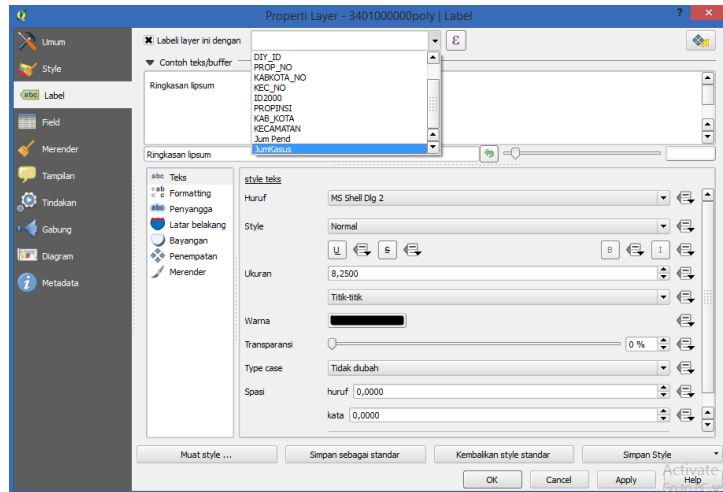 Properti Layer - 3401000000poly | Label
Umum
Style
abc Label
Field
Merender
Tampilan
Tindakan
Gabung
Diagram
Metadata
Labeli layer ini dengan
ε
DIY_ID
PROP_NO
KABKOTA_NO
KEC_NO
ID2000
PROPINSI
KAB_KOTA
KECAMATAN
Jum Pend
JumKasus
Contoh teks/buffer
Ringkasan lipsum
Ringkasan lipsum
abc Teks
Formatting
abc Penyangga
Latar belakang
Bayangan
Penempatan
Merender
style teks
Huruf MS Shell Dlg 2
Style Normal
U S B I
Ukuran 8,2500
Titik-titik
Warna
Transparansi 0 %
Type case Tidak diubah
Spasi huruf 0,0000
kata 0,0000
Muat style ... Simpan sebagai standar Kembalikan style standar Simpan Style
OK Cancel Apply Help
Activate